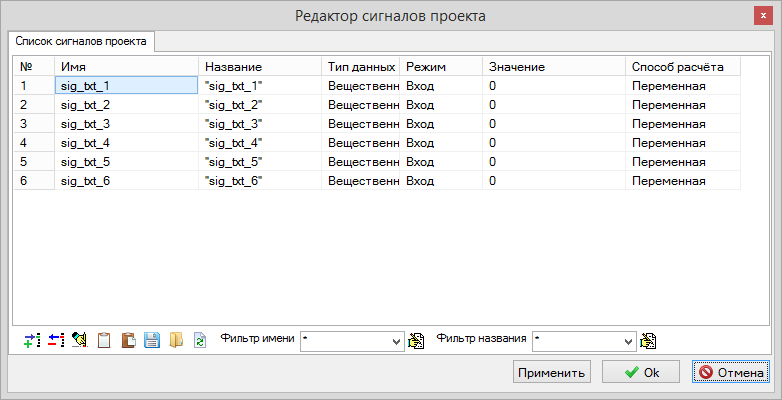 Редактор сигналов проекта
x
Список сигналов проекта
№ Имя Название Тип данных Режим Значение Способ расчёта
1 sig_txt_1 "sig_txt_1" Вещественн Вход 0 Переменная
2 sig_txt_2 "sig_txt_2" Вещественн Вход 0 Переменная
3 sig_txt_3 "sig_txt_3" Вещественн Вход 0 Переменная
4 sig_txt_4 "sig_txt_4" Вещественн Вход 0 Переменная
5 sig_txt_5 "sig_txt_5" Вещественн Вход 0 Переменная
6 sig_txt_6 "sig_txt_6" Вещественн Вход 0 Переменная
Фильтр имени * Фильтр названия *
Применить Ok Отмена